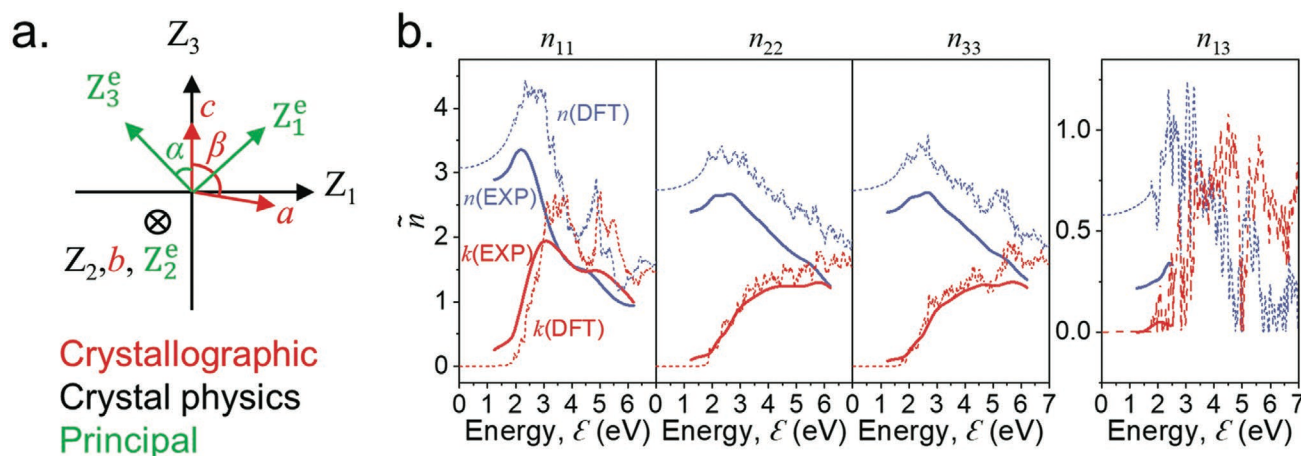 a.
Z₃
Z₃ᵉ
c
Z₁ᵉ
α
β
Z₁
a
Z₂,b, Z₂ᵉ
Crystallographic
Crystal physics
Principal
b.
n₁₁
n₂₂
n₃₃
n₁₃
ñ
4
3
2
1
0
n(DFT)
n(EXP)
k(EXP)
k(DFT)
1.0
0.5
0.0
0 1 2 3 4 5 6
0 1 2 3 4 5 6
0 1 2 3 4 5 6 7
0 1 2 3 4 5 6 7
Energy, ℰ (eV)
Energy, ℰ (eV)
Energy, ℰ (eV)
Energy, ℰ (eV)